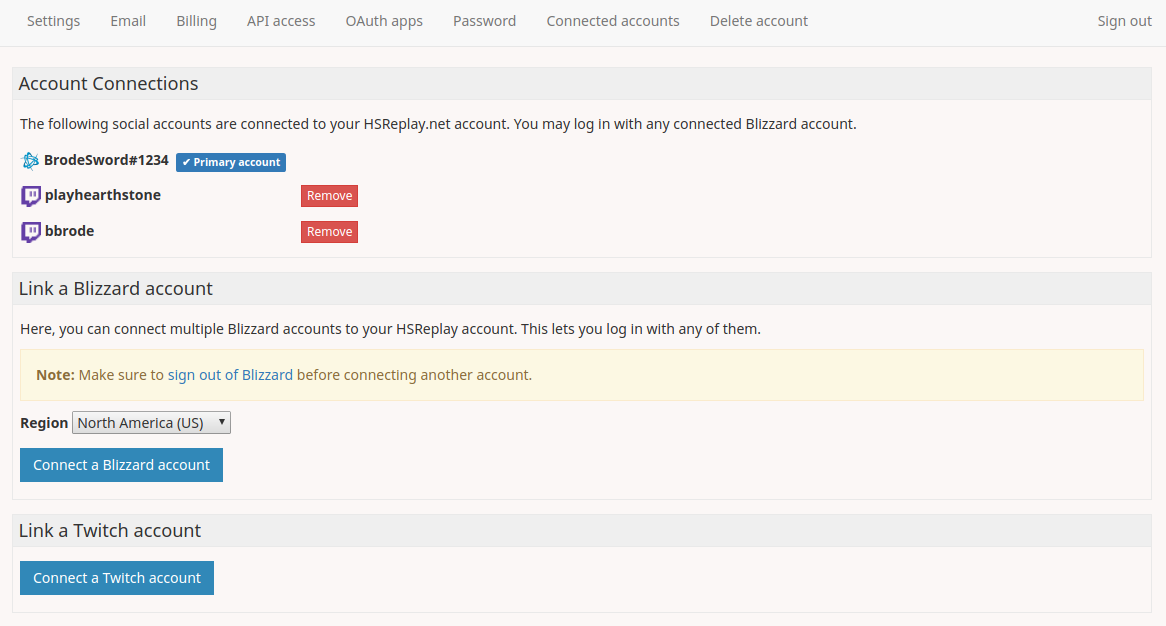 Settings Email Billing API access OAuth apps Password Connected accounts Delete account Sign out
Account Connections
The following social accounts are connected to your HSReplay.net account. You may log in with any connected Blizzard account.
BrodeSword#1234 ✔ Primary account
playhearthstone Remove
bbrode Remove
Link a Blizzard account
Here, you can connect multiple Blizzard accounts to your HSReplay account. This lets you log in with any of them.
Note: Make sure to sign out of Blizzard before connecting another account.
Region North America (US)
Connect a Blizzard account
Link a Twitch account
Connect a Twitch account